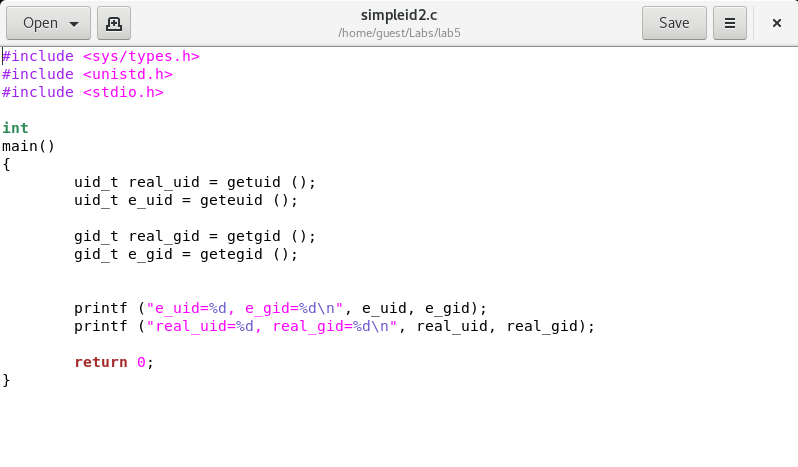 Open
simpleid2.c
/home/guest/Labs/lab5
Save
#include <sys/types.h>
#include <unistd.h>
#include <stdio.h>
int
main()
{
uid_t real_uid = getuid ();
uid_t e_uid = geteuid ();
gid_t real_gid = getgid ();
gid_t e_gid = getegid ();
printf ("e_uid=%d, e_gid=%d\n", e_uid, e_gid);
printf ("real_uid=%d, real_gid=%d\n", real_uid, real_gid);
return 0;
}